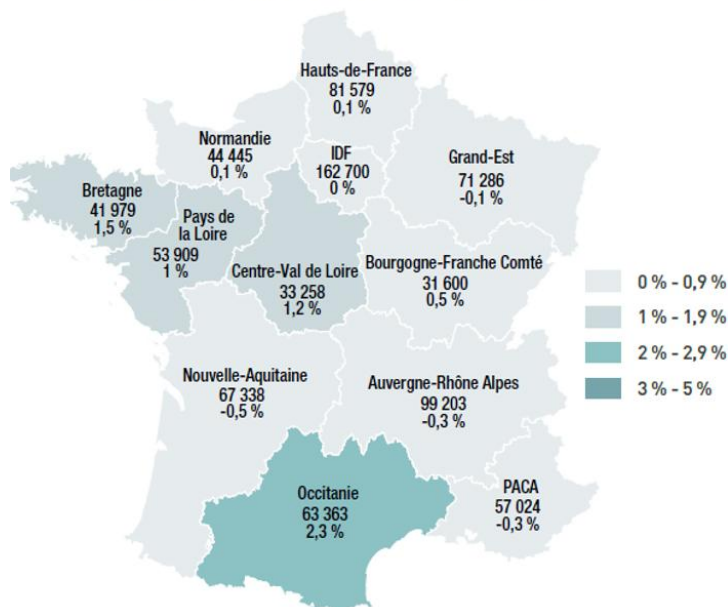 Hauts-de-France
81 579
0,1 %
Normandie
44 445
0,1 %
IDF
162 700
0 %
Grand-Est
71 286
-0,1 %
Bretagne
41 979
1,5 %
Pays de
la Loire
53 909
1 %
Centre-Val de Loire
33 258
1,2 %
Bourgogne-Franche Comté
31 600
0,5 %
Nouvelle-Aquitaine
67 338
-0,5 %
Auvergne-Rhône Alpes
99 203
-0,3 %
Occitanie
63 363
2,3 %
PACA
57 024
-0,3 %
0 % - 0,9 %
1 % - 1,9 %
2 % - 2,9 %
3 % - 5 %